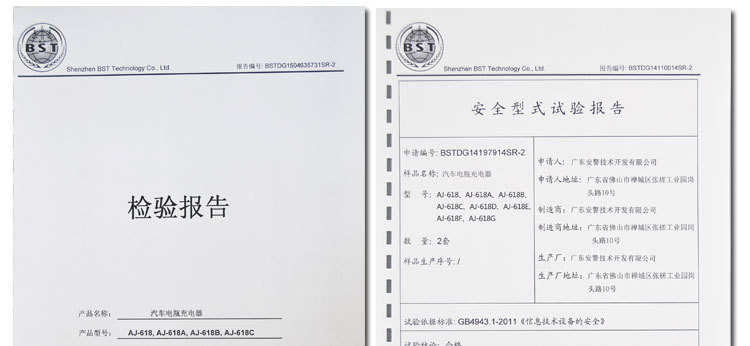 BST
Shenzhen BST Technology Co., Ltd.
报告编号: BSTDG1504635731SR-2
检验报告
产品名称: 汽车电瓶充电器
产品型号: AJ-618, AJ-618A, AJ-618B, AJ-618C
BST
Shenzhen BST Technology Co., Ltd.
报告编号: BSTDG14110014SR-2
安全型式试验报告
申请编号: BSTDG14197914SR-2
样品名称: 汽车电瓶充电器
型 号: AJ-618、AJ-618A、AJ-618B、
AJ-618C、AJ-618D、AJ-618E、
AJ-618F、AJ-618G
数 量: 2套
样品生产序号: /
申请人: 广东安警技术开发有限公司
申请人地址: 广东省佛山市禅城区张槎工业园岗
头路10号
制造商: 广东安警技术开发有限公司
制造商地址: 广东省佛山市禅城区张槎工业园岗
头路10号
生产厂: 广东安警技术开发有限公司
生产厂地址: 广东省佛山市禅城区张槎工业园岗
头路10号
试验依据标准: GB4943.1-2011《信息技术设备的安全》
试验结论: 合格